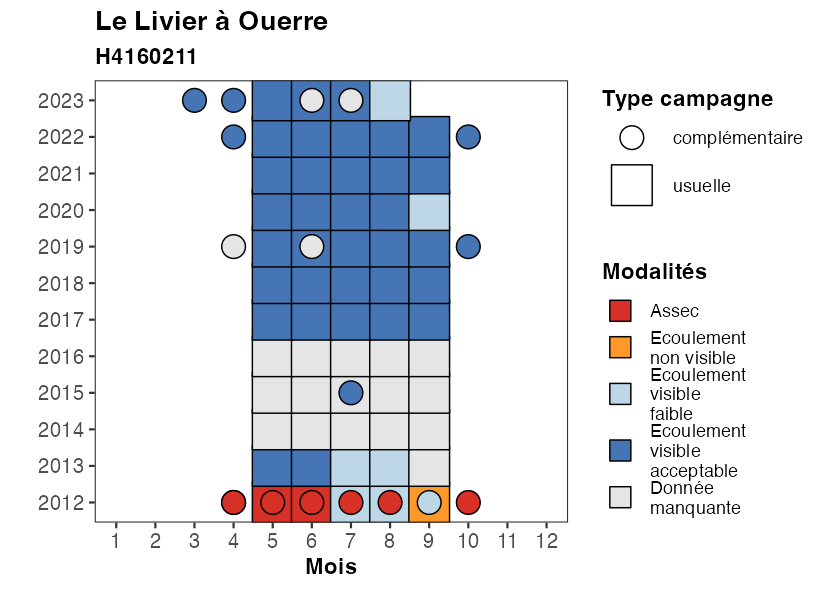 Le Livier à Ouerre
H4160211
2023
2022
2021
2020
2019
2018
2017
2016
2015
2014
2013
2012
1 2 3 4 5 6 7 8 9 10 11 12
Mois
Type campagne
complémentaire
usuelle
Modalités
Assec
Ecoulement
non visible
Ecoulement
visible
faible
Ecoulement
visible
acceptable
Donnée
manquante